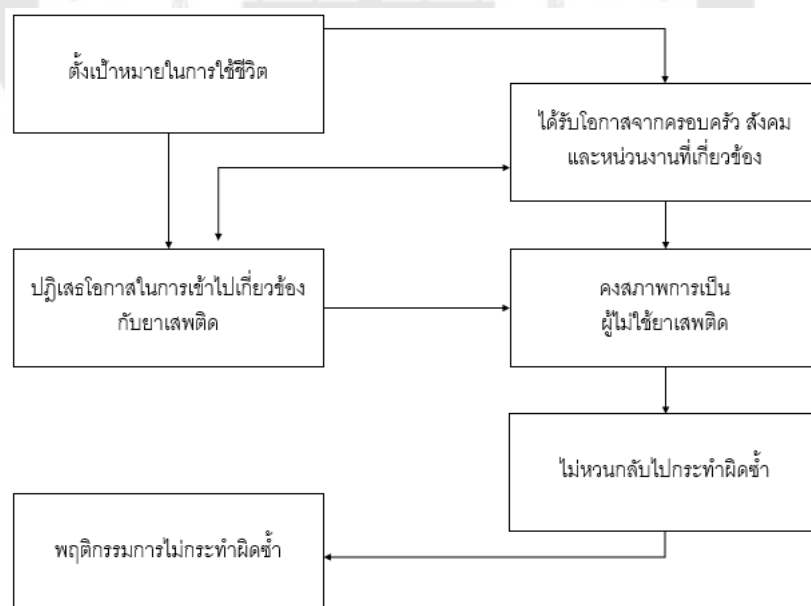 ตั้งเป้าหมายในการใช้ชีวิต
ได้รับโอกาสจากครอบครัว สังคม
และหน่วนงานที่เกี่ยวข้อง
ปฏิเสธโอกาสในการเข้าไปเกี่ยวข้อง
กับยาเสพติด
คงสภาพการเป็น
ผู้ไม่ใช้ยาเสพติด
ไม่หวนกลับไปกระทำผิดซ้ำ
พฤติกรรมการไม่กระทำผิดซ้ำ